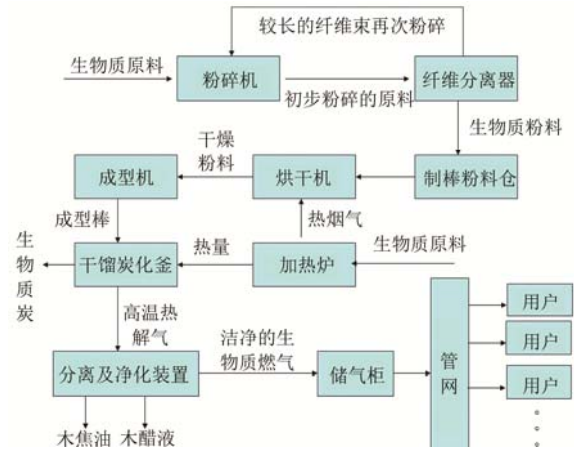 较长的纤维束再次粉碎
生物质原料
粉碎机
初步粉碎的原料
纤维分离器
生物质粉料
成型机
干燥
粉料
烘干机
制棒粉料仓
成型棒
热烟气
生物质原料
生
物
质
炭
干馏炭化釜
热量
加热炉
高温热
解气
洁净的生
物质燃气
分离及净化装置
储气柜
管
网
用户
用户
用户
木焦油
木醋液